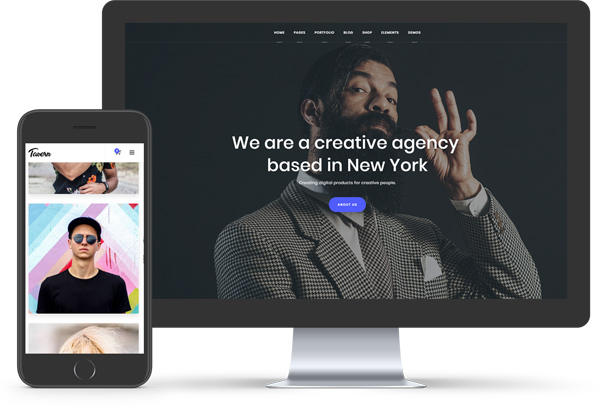 HOME PAGES PORTFOLIO BLOG SHOP ELEMENTS DEMOS
We are a creative agency
based in New York
Creating digital products for creative people.
ABOUT US
Tavern